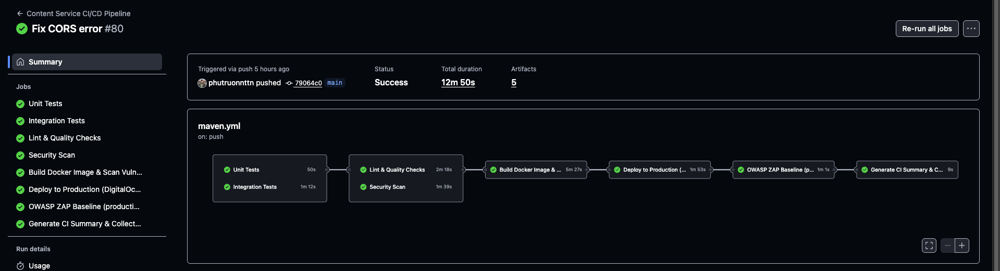 ← Content Service CI/CD Pipeline
Fix CORS error #80
Re-run all jobs
...
Summary
Jobs
Unit Tests
Integration Tests
Lint & Quality Checks
Security Scan
Build Docker Image & Scan Vuln...
Deploy to Production (DigitalOc...
OWASP ZAP Baseline (producti...
Generate CI Summary & Collect...
Run details
Usage
Triggered via push 5 hours ago
phutruonnttn pushed 79064c0 main
Status
Success
Total duration
12m 50s
Artifacts
5
maven.yml
on: push
Unit Tests 50s
Integration Tests 1m 12s
Lint & Quality Checks 2m 18s
Security Scan 1m 39s
Build Docker Image & ... 5m 27s
Deploy to Production (... 1m 53s
OWASP ZAP Baseline (p... 1m 1s
Generate CI Summary & C... 9s